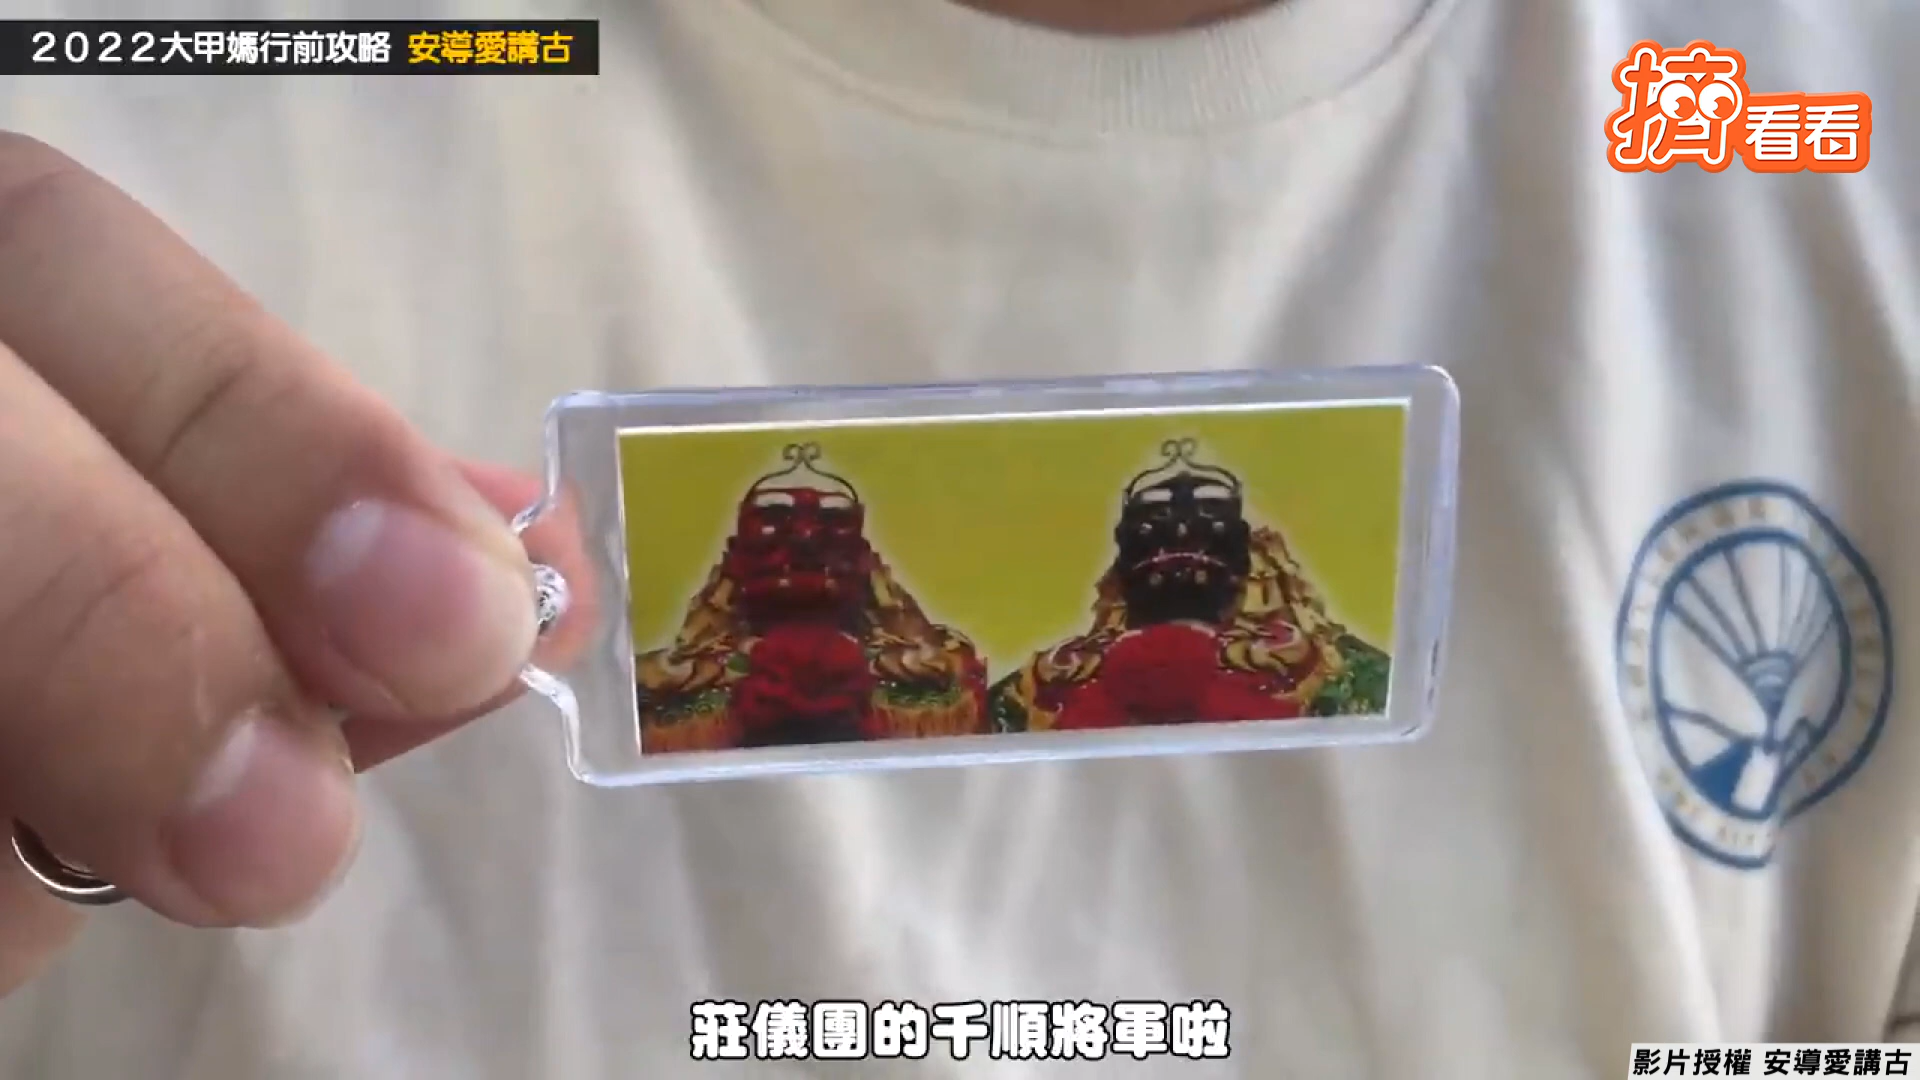 2022大甲媽行前攻略 安導愛講古
擠看看
莊儀團的千順將軍啦
影片授權 安導愛講古